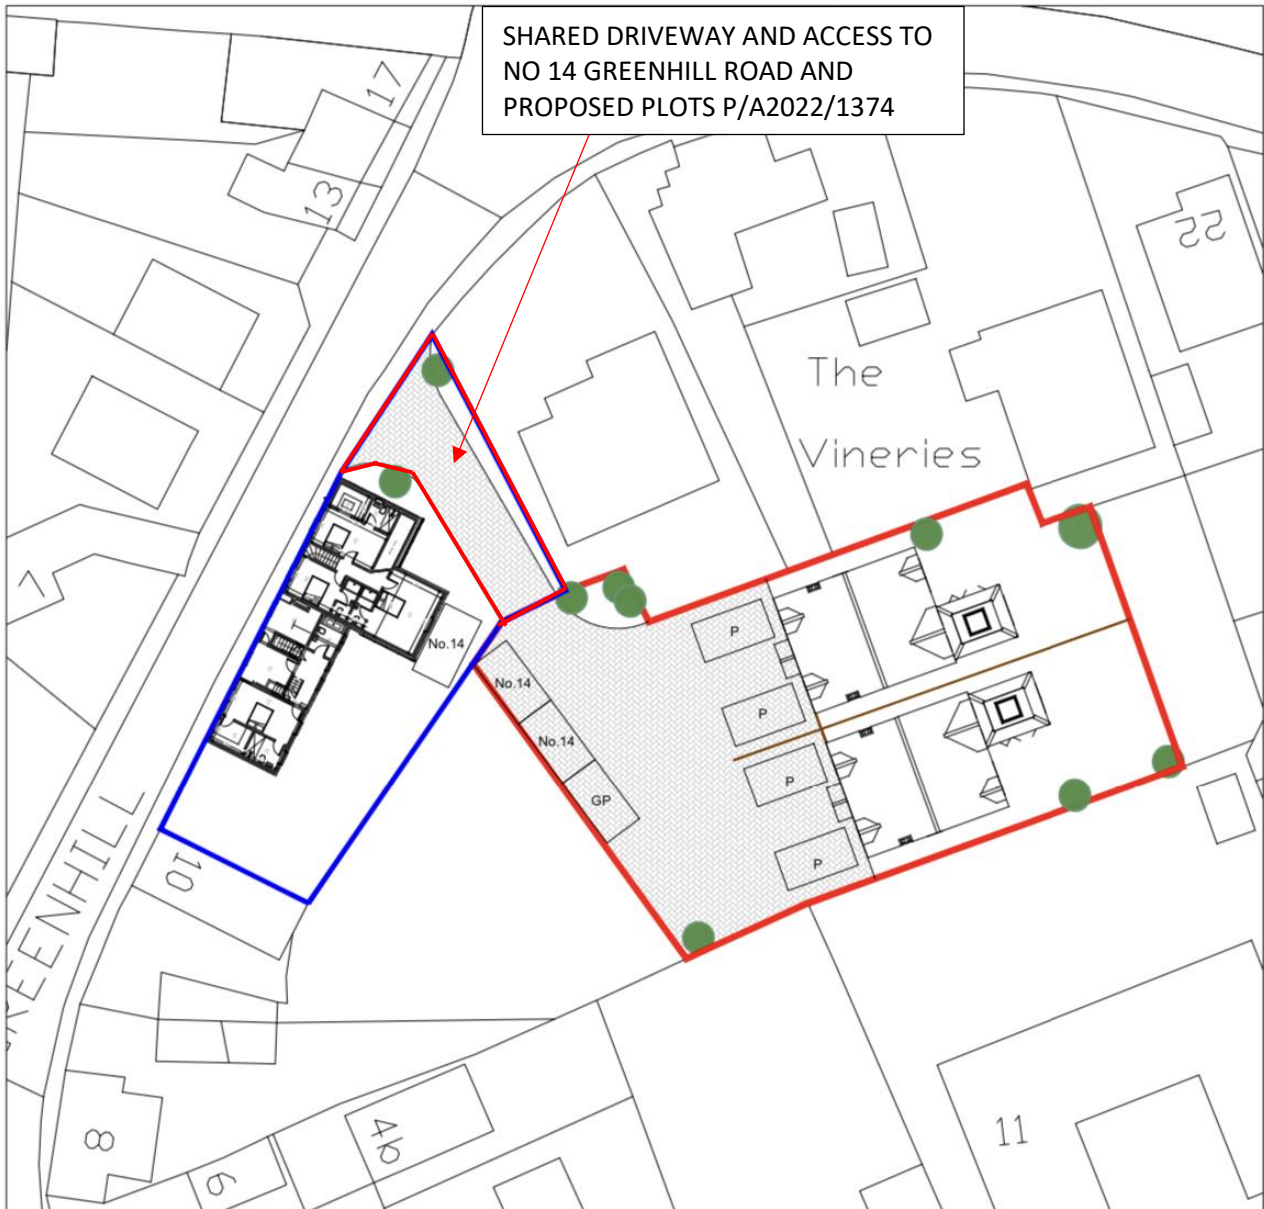 SHARED DRIVEWAY AND ACCESS TO
NO 14 GREENHILL ROAD AND
PROPOSED PLOTS P/A2022/1374
17
13
22
The
Vineries
7
No.14
No.14
No.14
GP
P
P
P
P
10
GREENHILL
8
6
4b
11